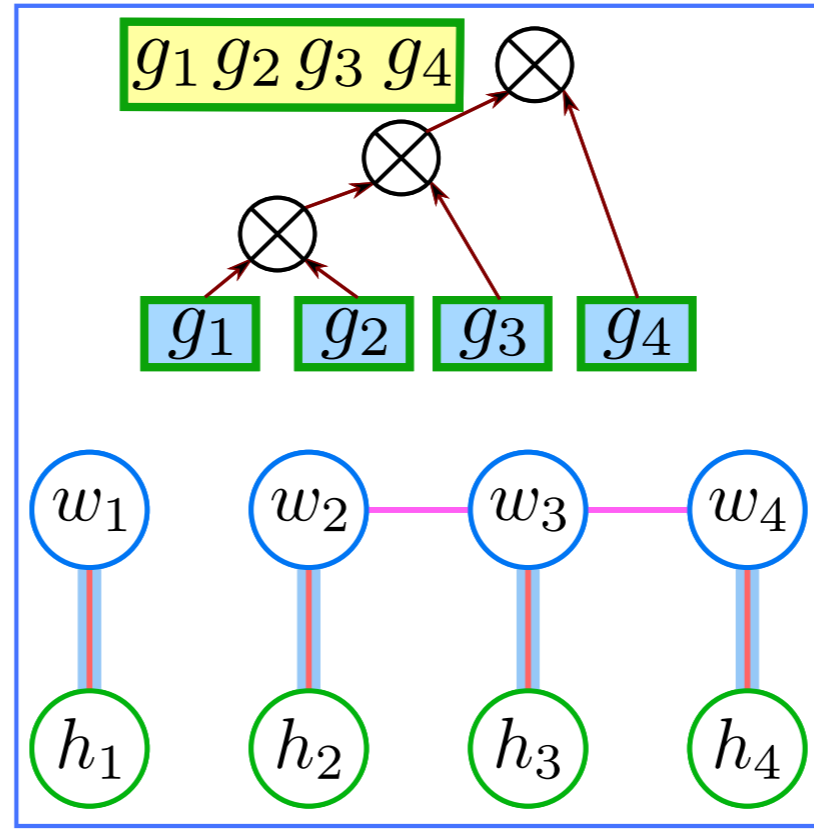 g₁ g₂ g₃ g₄
g₁ g₂ g₃ g₄
w₁ w₂ w₃ w₄
h₁ h₂ h₃ h₄